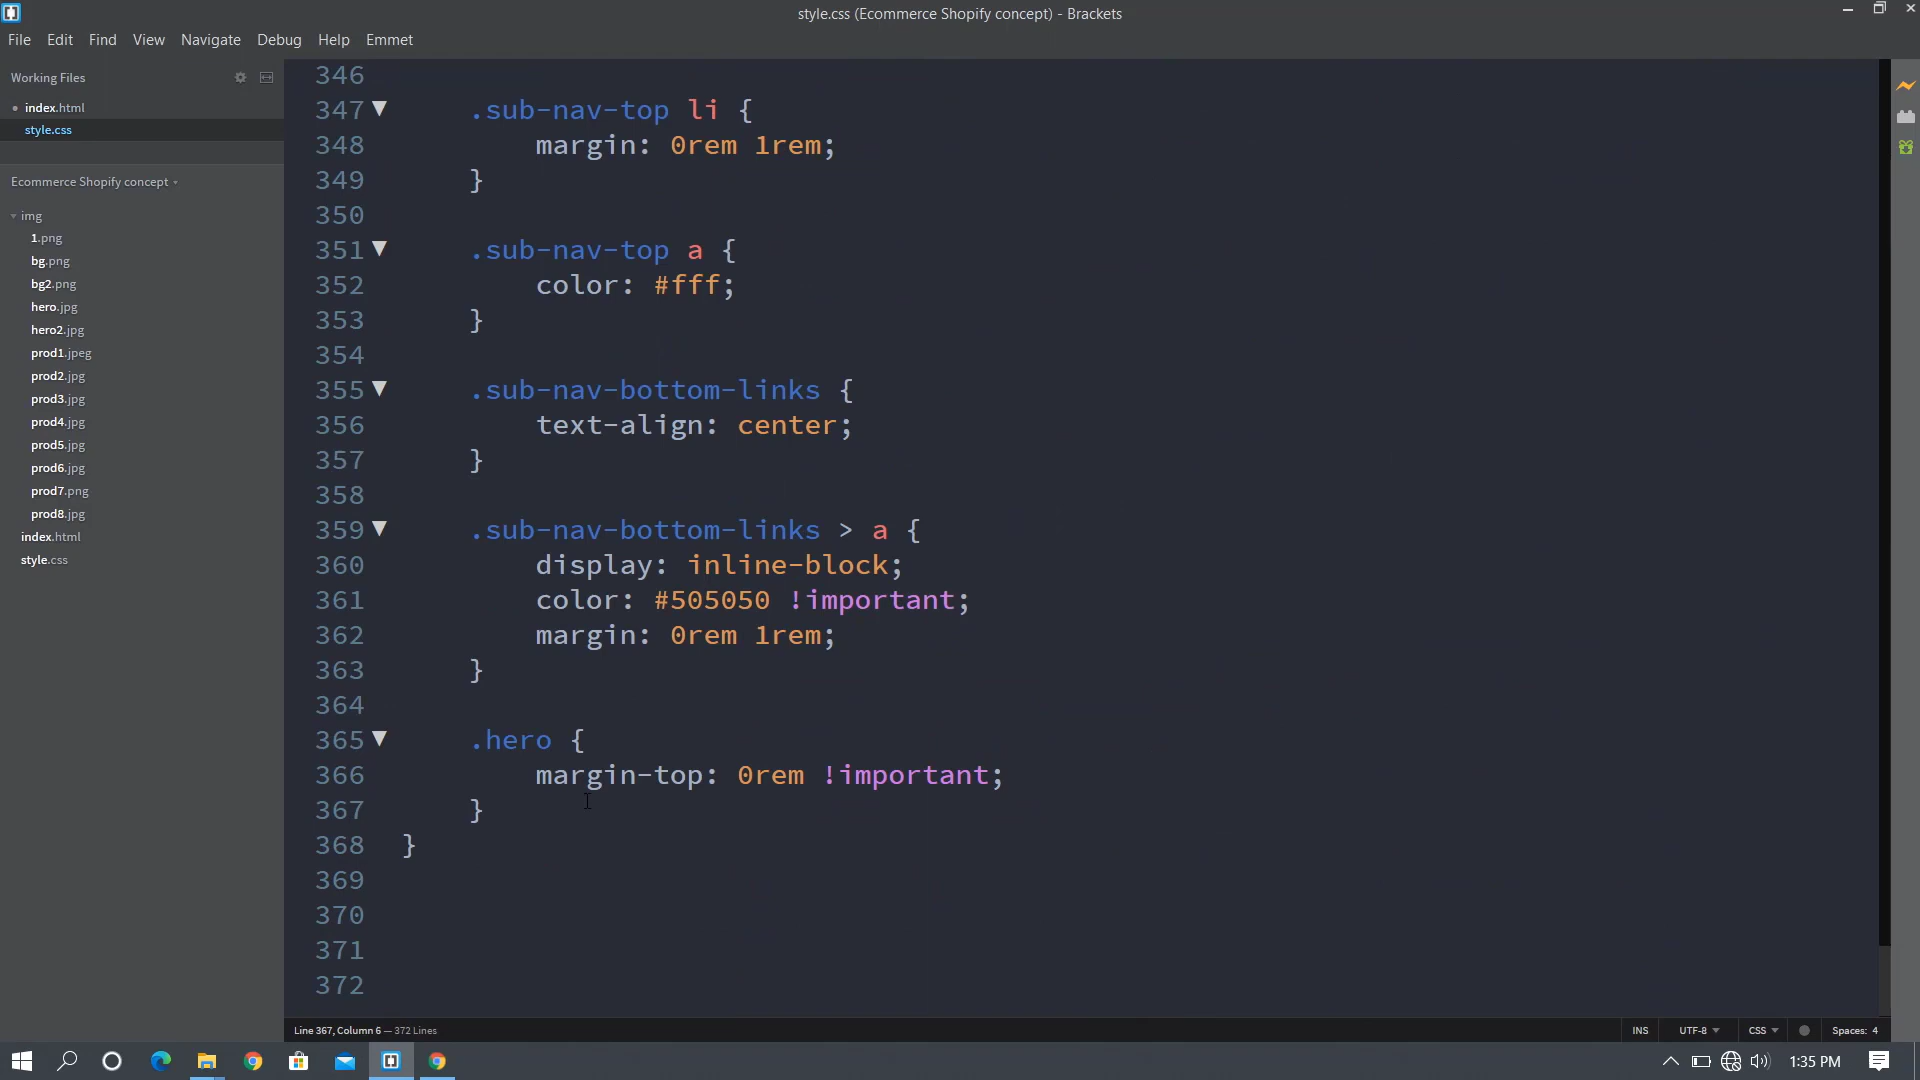 style.css (Ecommerce Shopify concept) - Brackets
File Edit Find View Navigate Debug Help Emmet
Working Files
index.html
style.css
Ecommerce Shopify concept
img
1.png
bg.png
bg2.png
hero.jpg
hero2.jpg
prod1.jpeg
prod2.jpg
prod3.jpg
prod4.jpg
prod5.jpg
prod6.jpg
prod7.png
prod8.jpg
index.html
style.css
346
347 .sub-nav-top li {
348 margin: 0rem 1rem;
349 }
350
351 .sub-nav-top a {
352 color: #fff;
353 }
354
355 .sub-nav-bottom-links {
356 text-align: center;
357 }
358
359 .sub-nav-bottom-links > a {
360 display: inline-block;
361 color: #505050 !important;
362 margin: 0rem 1rem;
363 }
364
365 .hero {
366 margin-top: 0rem !important;
367 }
368 }
369
370
371
372
Line 367, Column 6 — 372 Lines
INS UTF-8 CSS Spaces: 4
1:35 PM